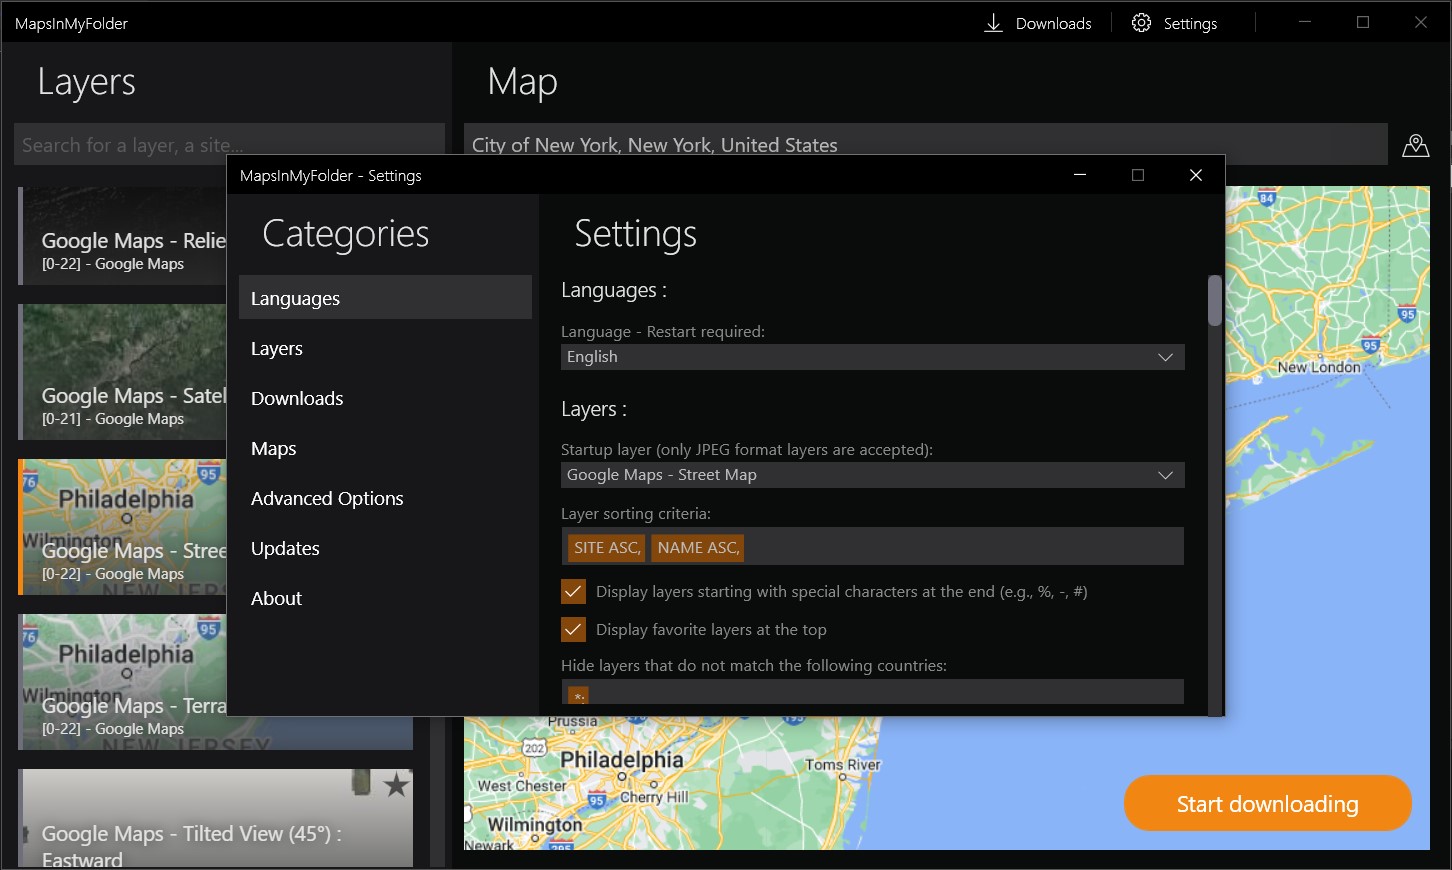 MapsInMyFolder
Downloads
Settings
Layers
Map
Search for a layer, a site...
City of New York, New York, United States
Google Maps - Relie
[0-22] - Google Maps
Google Maps - Satel
[0-21] - Google Maps
76
95
Philadelphia
Wilmington
Google Maps - Stree
[0-22] - Google Maps
NEW JERSEY
76
95
Philadelphia
Wilmington
Google Maps - Terra
[0-22] - Google Maps
NEW JERSEY
Google Maps - Tilted View (45°) :
Eastward
MapsInMyFolder - Settings
Categories
Languages
Layers
Downloads
Maps
Advanced Options
Updates
About
Settings
Languages :
Language - Restart required:
English
Layers :
Startup layer (only JPEG format layers are accepted):
Google Maps - Street Map
Layer sorting criteria:
SITE ASC,
NAME ASC,
Display layers starting with special characters at the end (e.g., %, -, #)
Display favorite layers at the top
Hide layers that do not match the following countries:
*;
84
95
95
New London
Prussia
202
Philadelphia
West Chester
Toms River
95
Cherry Hill
Wilmington
Newark
295
Start downloading